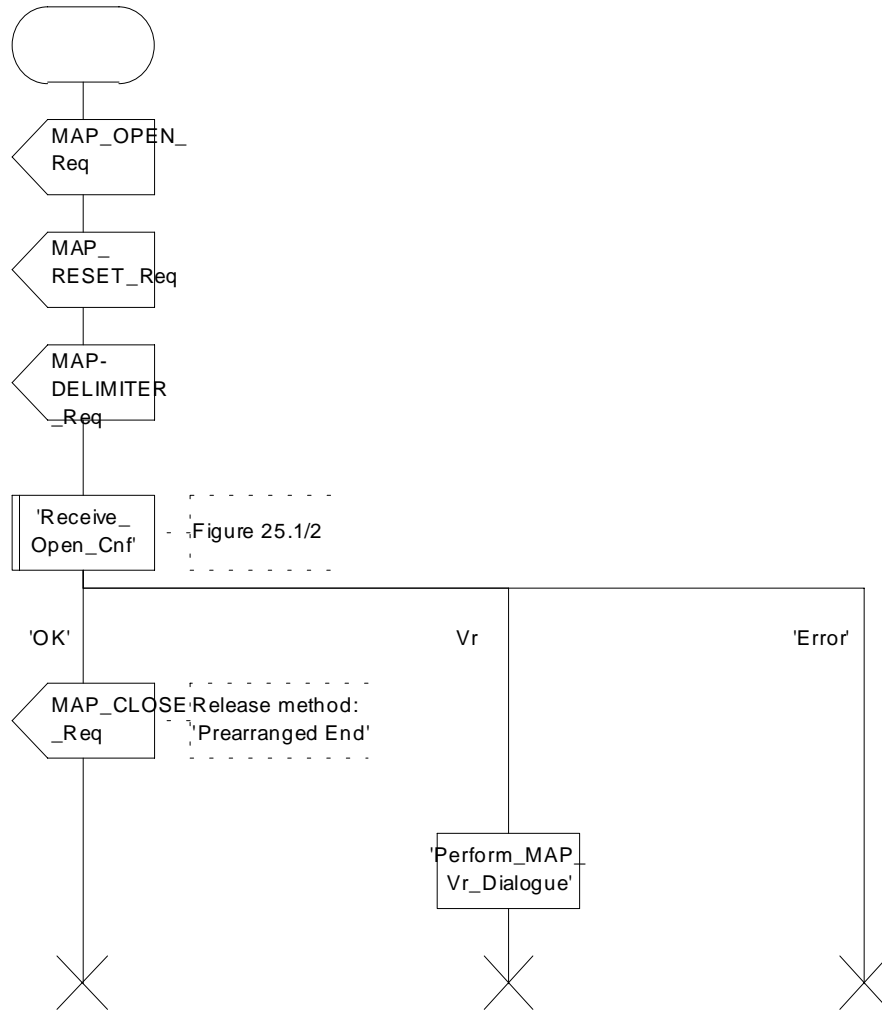 MAP_OPEN_
Req
MAP_
RESET_Req
MAP-
DELIMITER
_Req
'Receive_
Open_Cnf'
Figure 25.1/2
'OK'
Vr
'Error'
MAP_CLOSE
_Req
Release method:
'Prearranged End'
'Perform_MAP_
Vr_Dialogue'